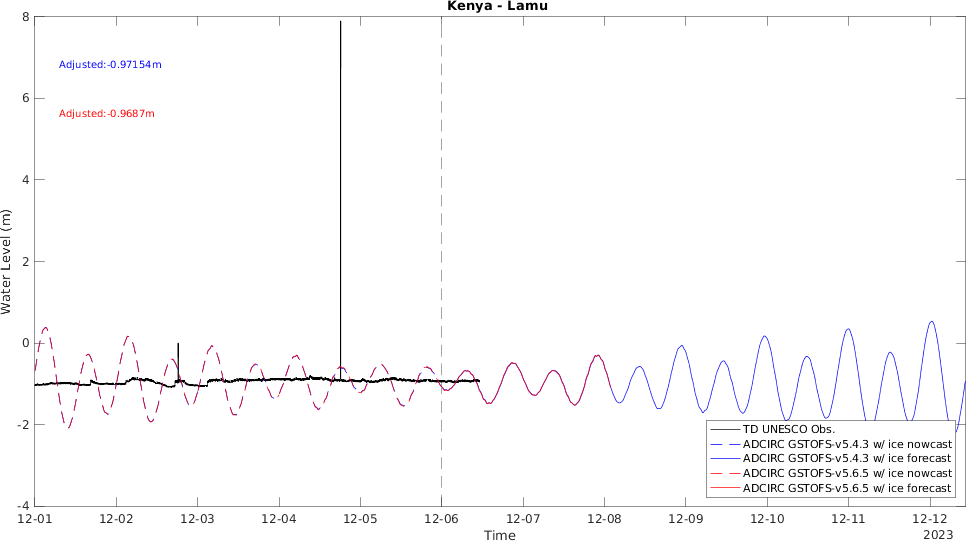 Kenya - Lamu
8
6
4
2
0
-2
-4
Water Level (m)
Adjusted:-0.97154m
Adjusted:-0.9687m
TD UNESCO Obs.
ADCIRC GSTOFS-v5.4.3 w/ ice nowcast
ADCIRC GSTOFS-v5.4.3 w/ ice forecast
ADCIRC GSTOFS-v5.6.5 w/ ice nowcast
ADCIRC GSTOFS-v5.6.5 w/ ice forecast
12-01 12-02 12-03 12-04 12-05 12-06 12-07 12-08 12-09 12-10 12-11 12-12
2023
Time